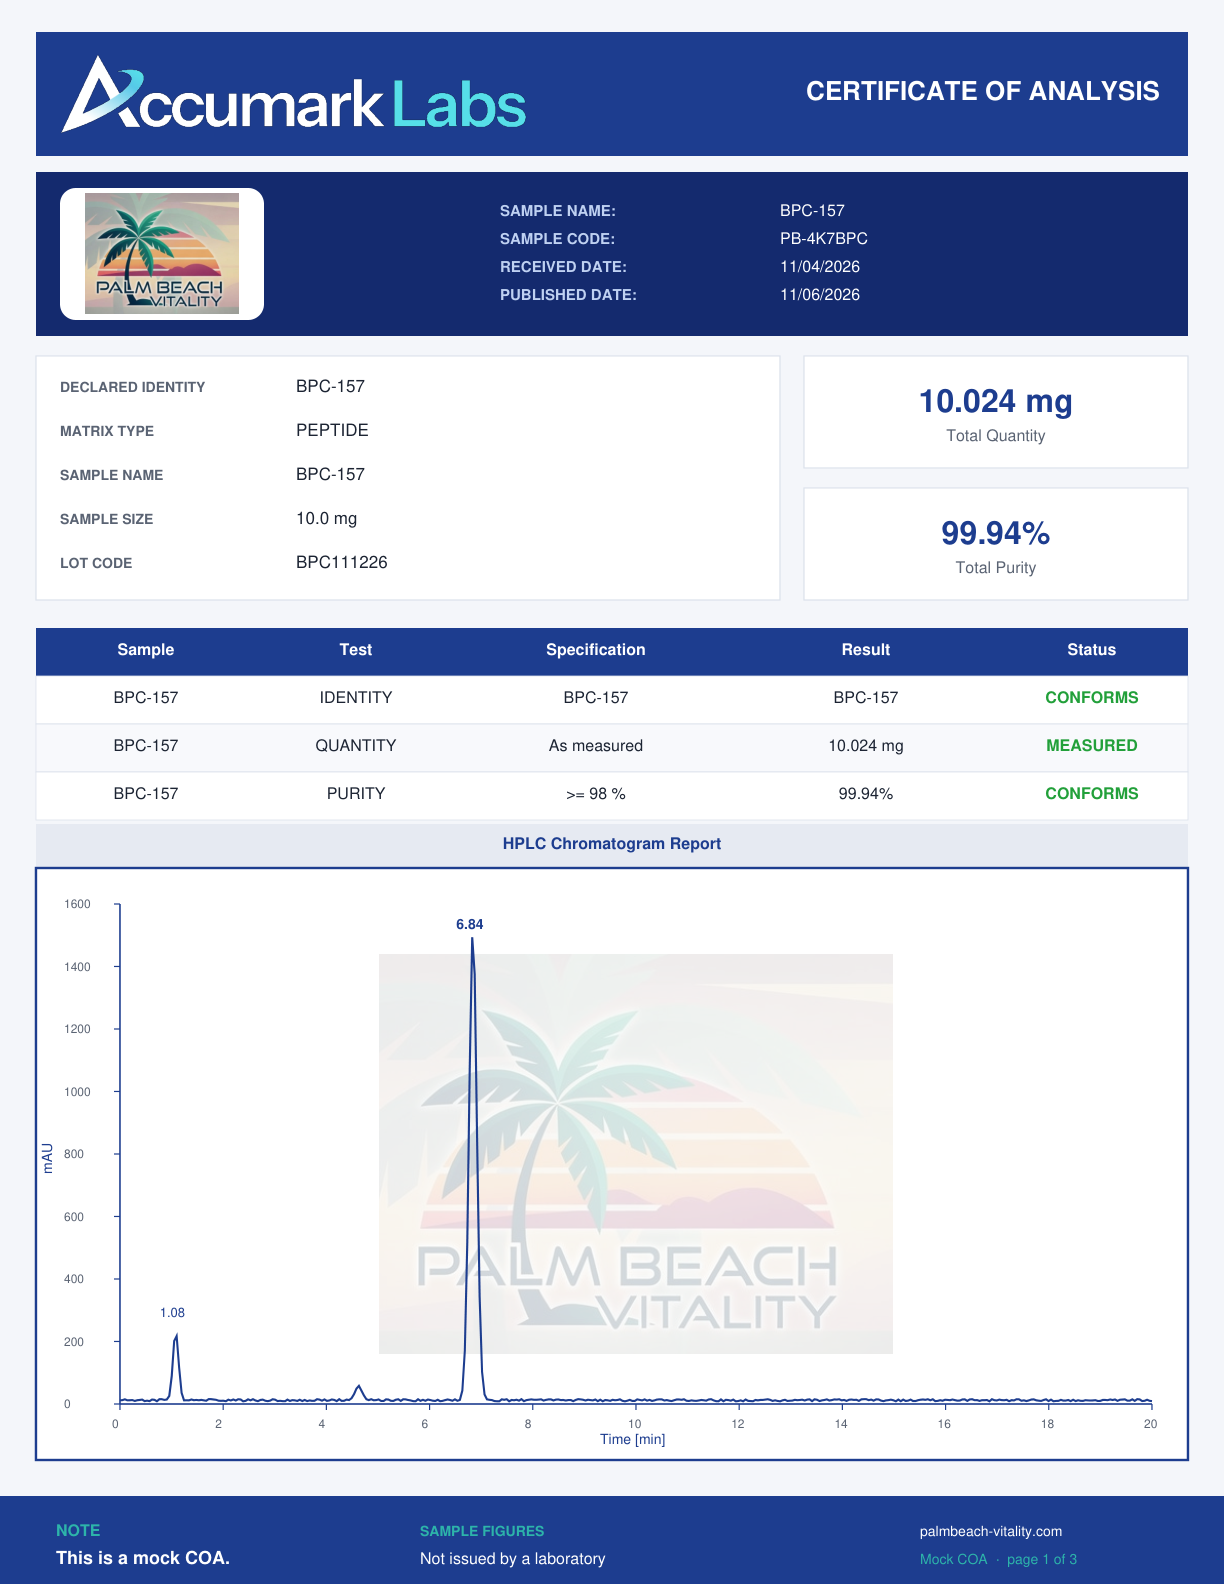 Accumark Labs
CERTIFICATE OF ANALYSIS
PALM BEACH
VITALITY
SAMPLE NAME: BPC-157
SAMPLE CODE: PB-4K7BPC
RECEIVED DATE: 11/04/2026
PUBLISHED DATE: 11/06/2026
DECLARED IDENTITY BPC-157
MATRIX TYPE PEPTIDE
SAMPLE NAME BPC-157
SAMPLE SIZE 10.0 mg
LOT CODE BPC111226
10.024 mg
Total Quantity
99.94%
Total Purity
Sample Test Specification Result Status
BPC-157 IDENTITY BPC-157 BPC-157 CONFORMS
BPC-157 QUANTITY As measured 10.024 mg MEASURED
BPC-157 PURITY >= 98 % 99.94% CONFORMS
HPLC Chromatogram Report
1600
6.84
1400
1200
1000
mAU
800
600
PALM BEACH
VITALITY
400
1.08
200
0
0 2 4 6 8 10 12 14 16 18 20
Time [min]
NOTE
This is a mock COA.
SAMPLE FIGURES
Not issued by a laboratory
palmbeach-vitality.com
Mock COA · page 1 of 3